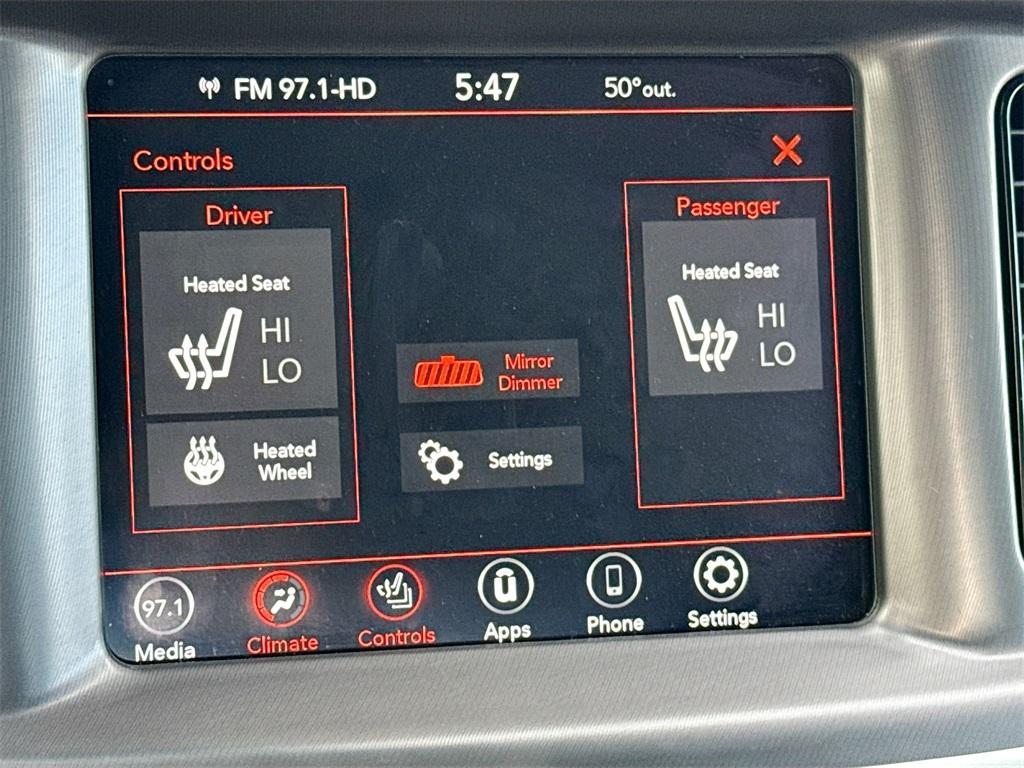 FM 97.1-HD 5:47 50° out.
Controls
Driver
Heated Seat
HI
LO
Heated
Wheel
Mirror
Dimmer
Settings
Passenger
Heated Seat
HI
LO
97.1
Media
Climate
Controls
Apps
Phone
Settings